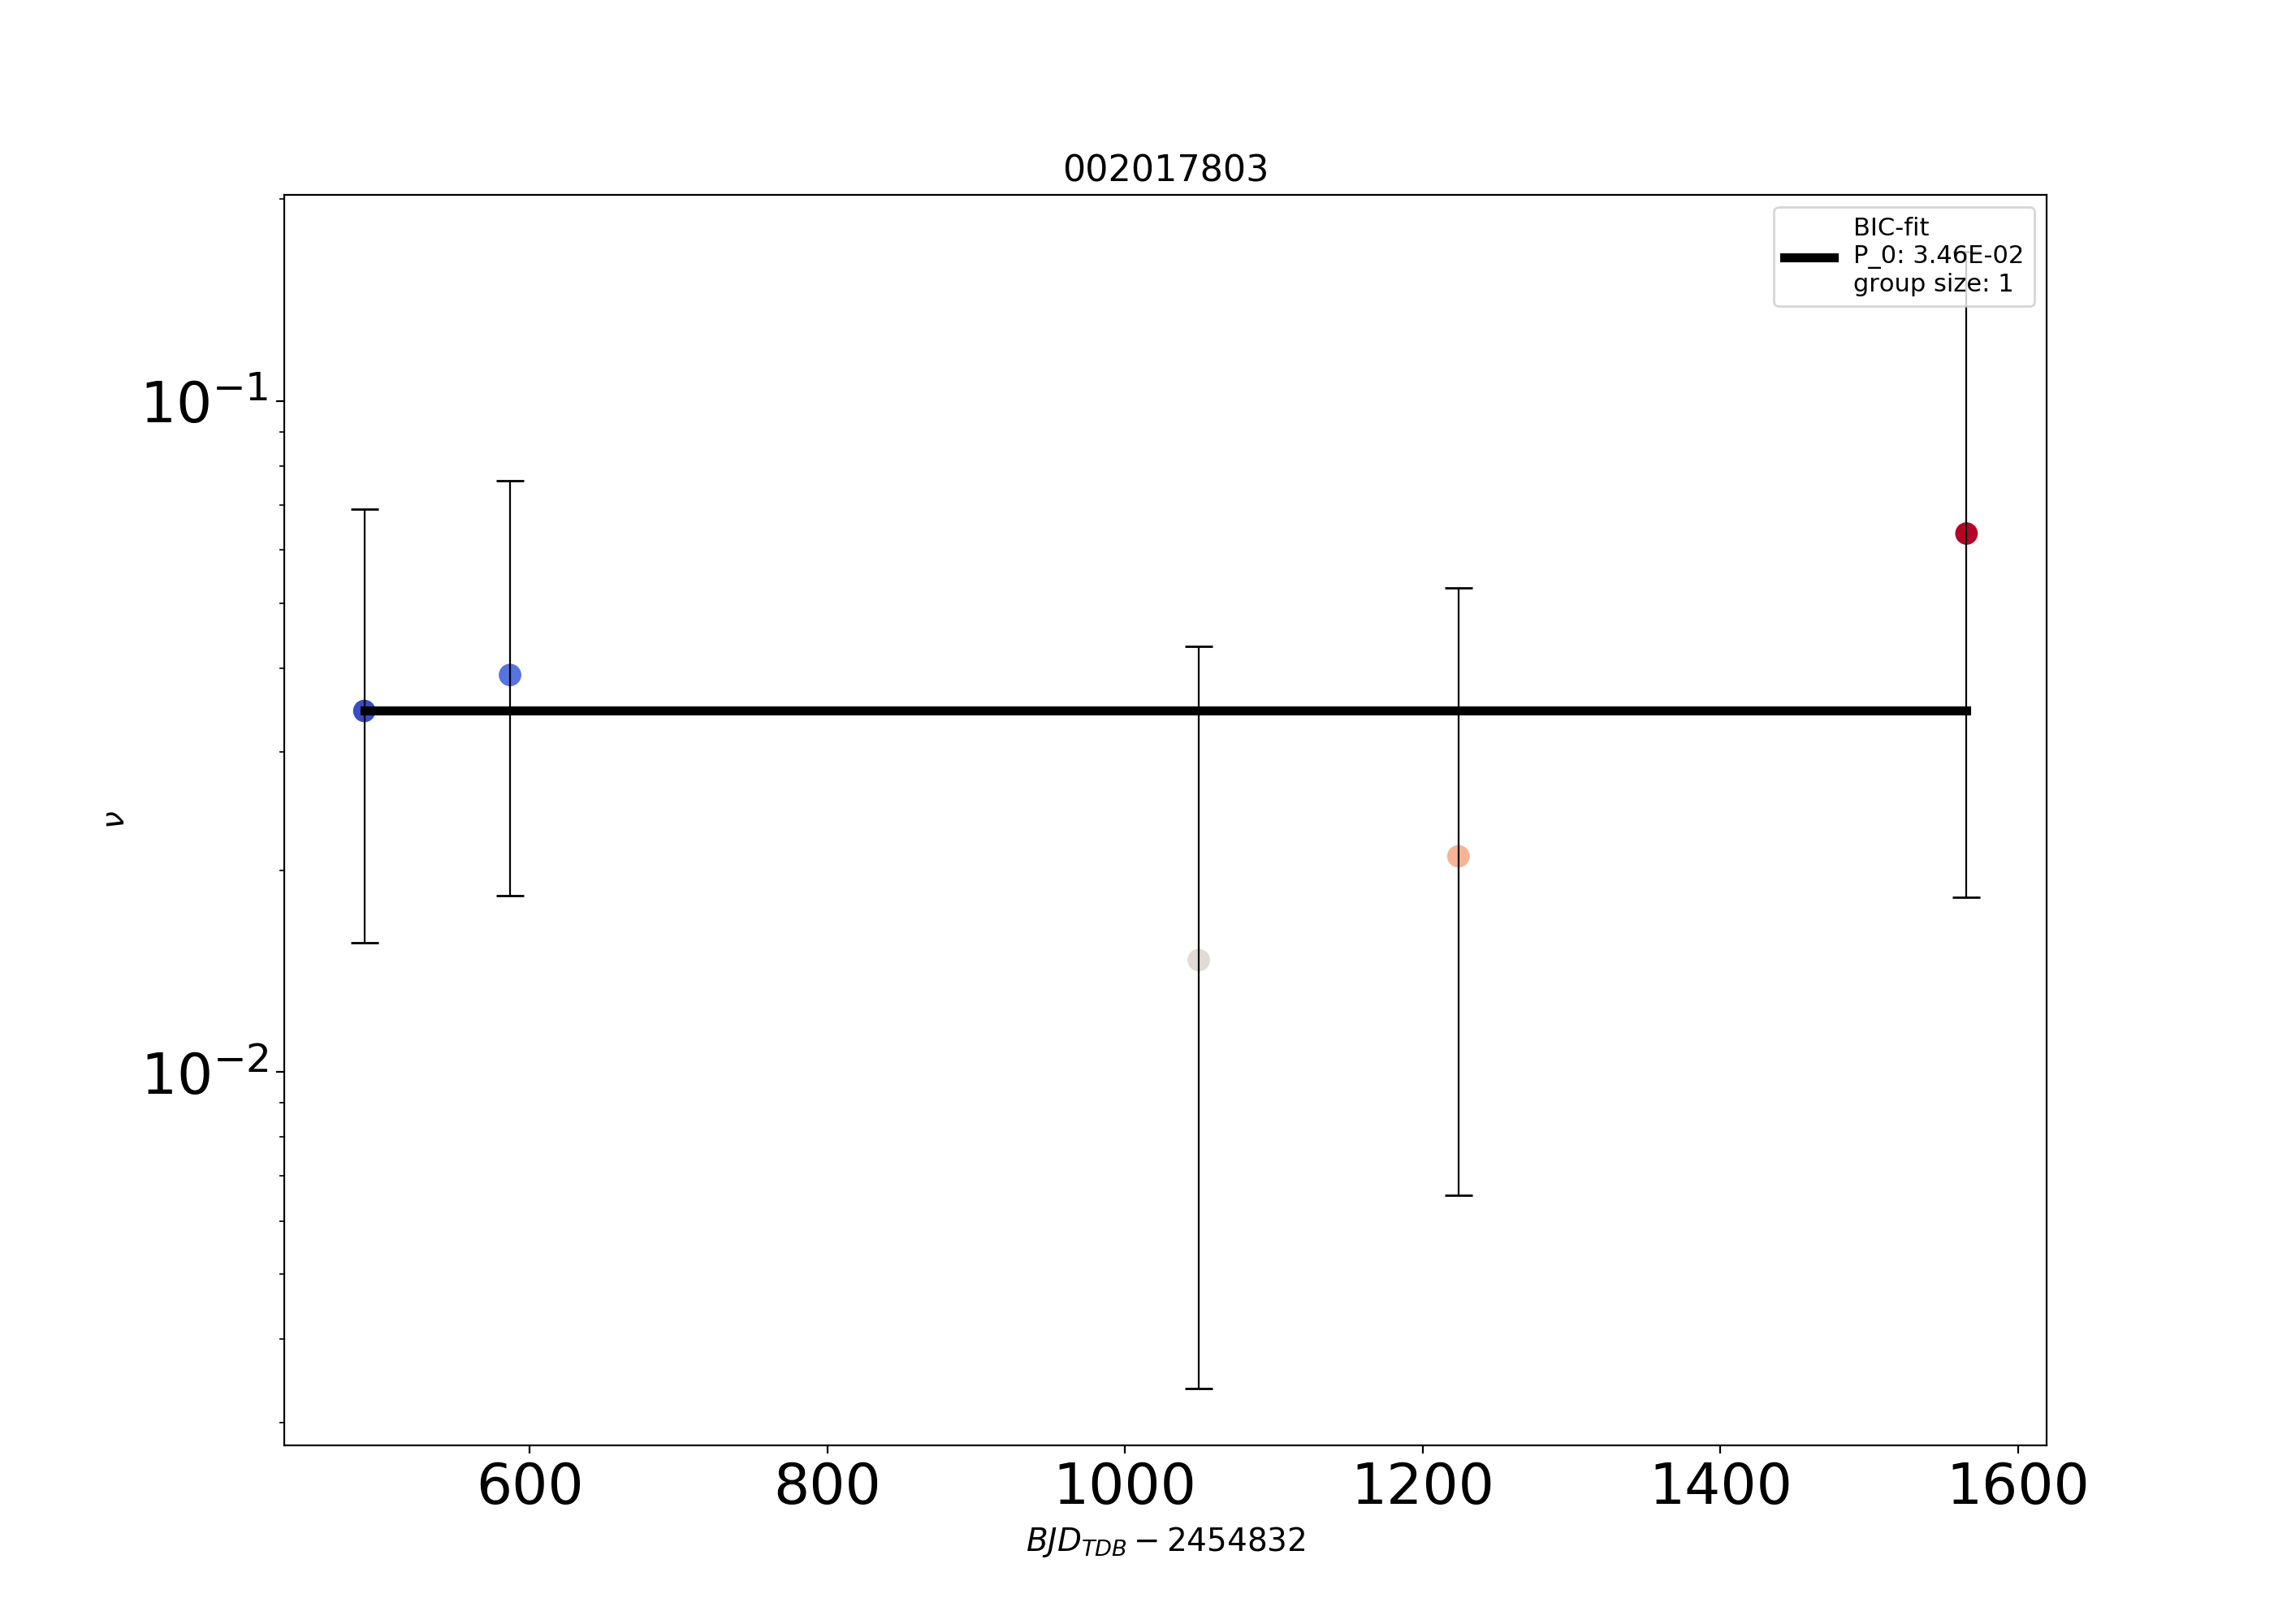 002017803
BIC-fit
P_0: 3.46E-02
group size: 1
10⁻¹
10⁻²
ν
600 800 1000 1200 1400 1600
BJD_TDB − 2454832